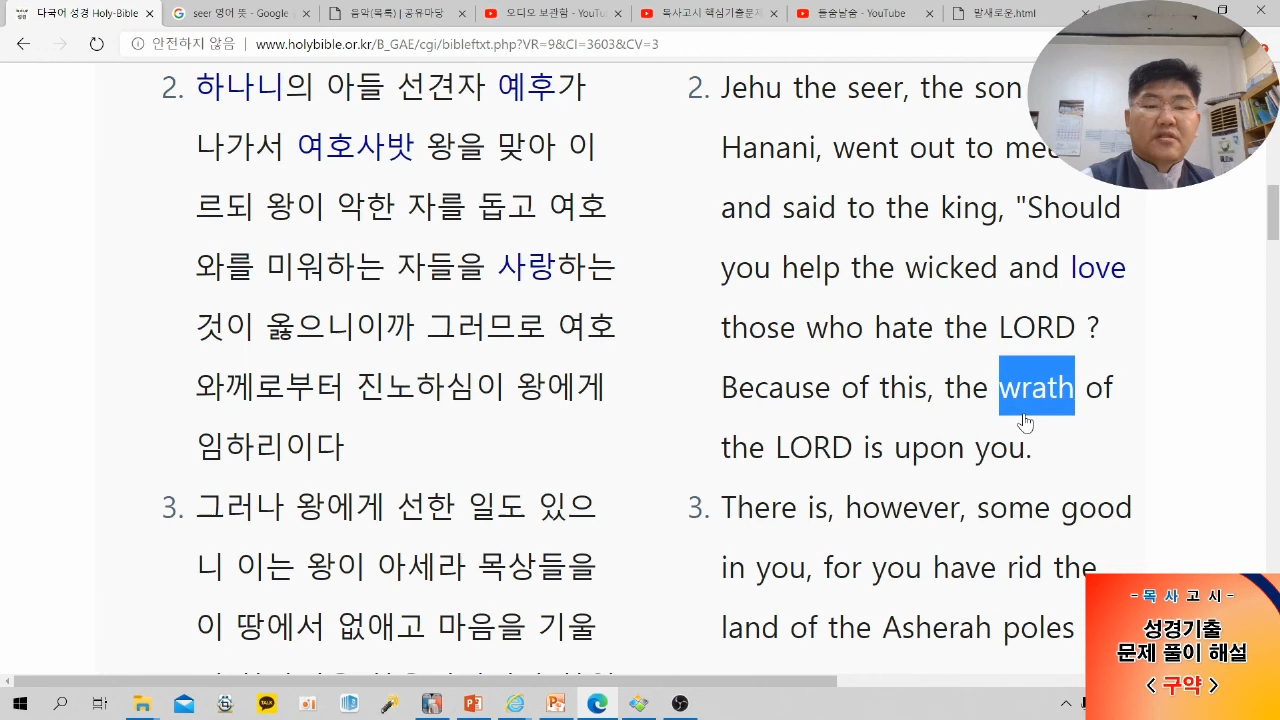 다국어 성경 Holy-Bible
seer 영어 뜻 - Google
음악(목록) | 공유마당
오디오 보관함 - YouTu
목사고시 핵심기출문
들숨날숨 - YouTube
말새로운.html
안전하지 않음
www.holybible.or.kr/B_GAE/cgi/bibleftxt.php?VR=9&CI=3603&CV=3
2. 하나니의 아들 선견자 예후가
나가서 여호사밧 왕을 맞아 이
르되 왕이 악한 자를 돕고 여호
와를 미워하는 자들을 사랑하는
것이 옳으니이까 그러므로 여호
와께로부터 진노하심이 왕에게
임하리이다
3. 그러나 왕에게 선한 일도 있으
니 이는 왕이 아세라 목상들을
이 땅에서 없애고 마음을 기울
2. Jehu the seer, the son
Hanani, went out to mee
and said to the king, "Should
you help the wicked and love
those who hate the LORD ?
Because of this, the wrath of
the LORD is upon you.
3. There is, however, some good
in you, for you have rid the
land of the Asherah poles
- 목 사 고 시 -
성경기출
문제 풀이 해설
< 구약 >
TALK